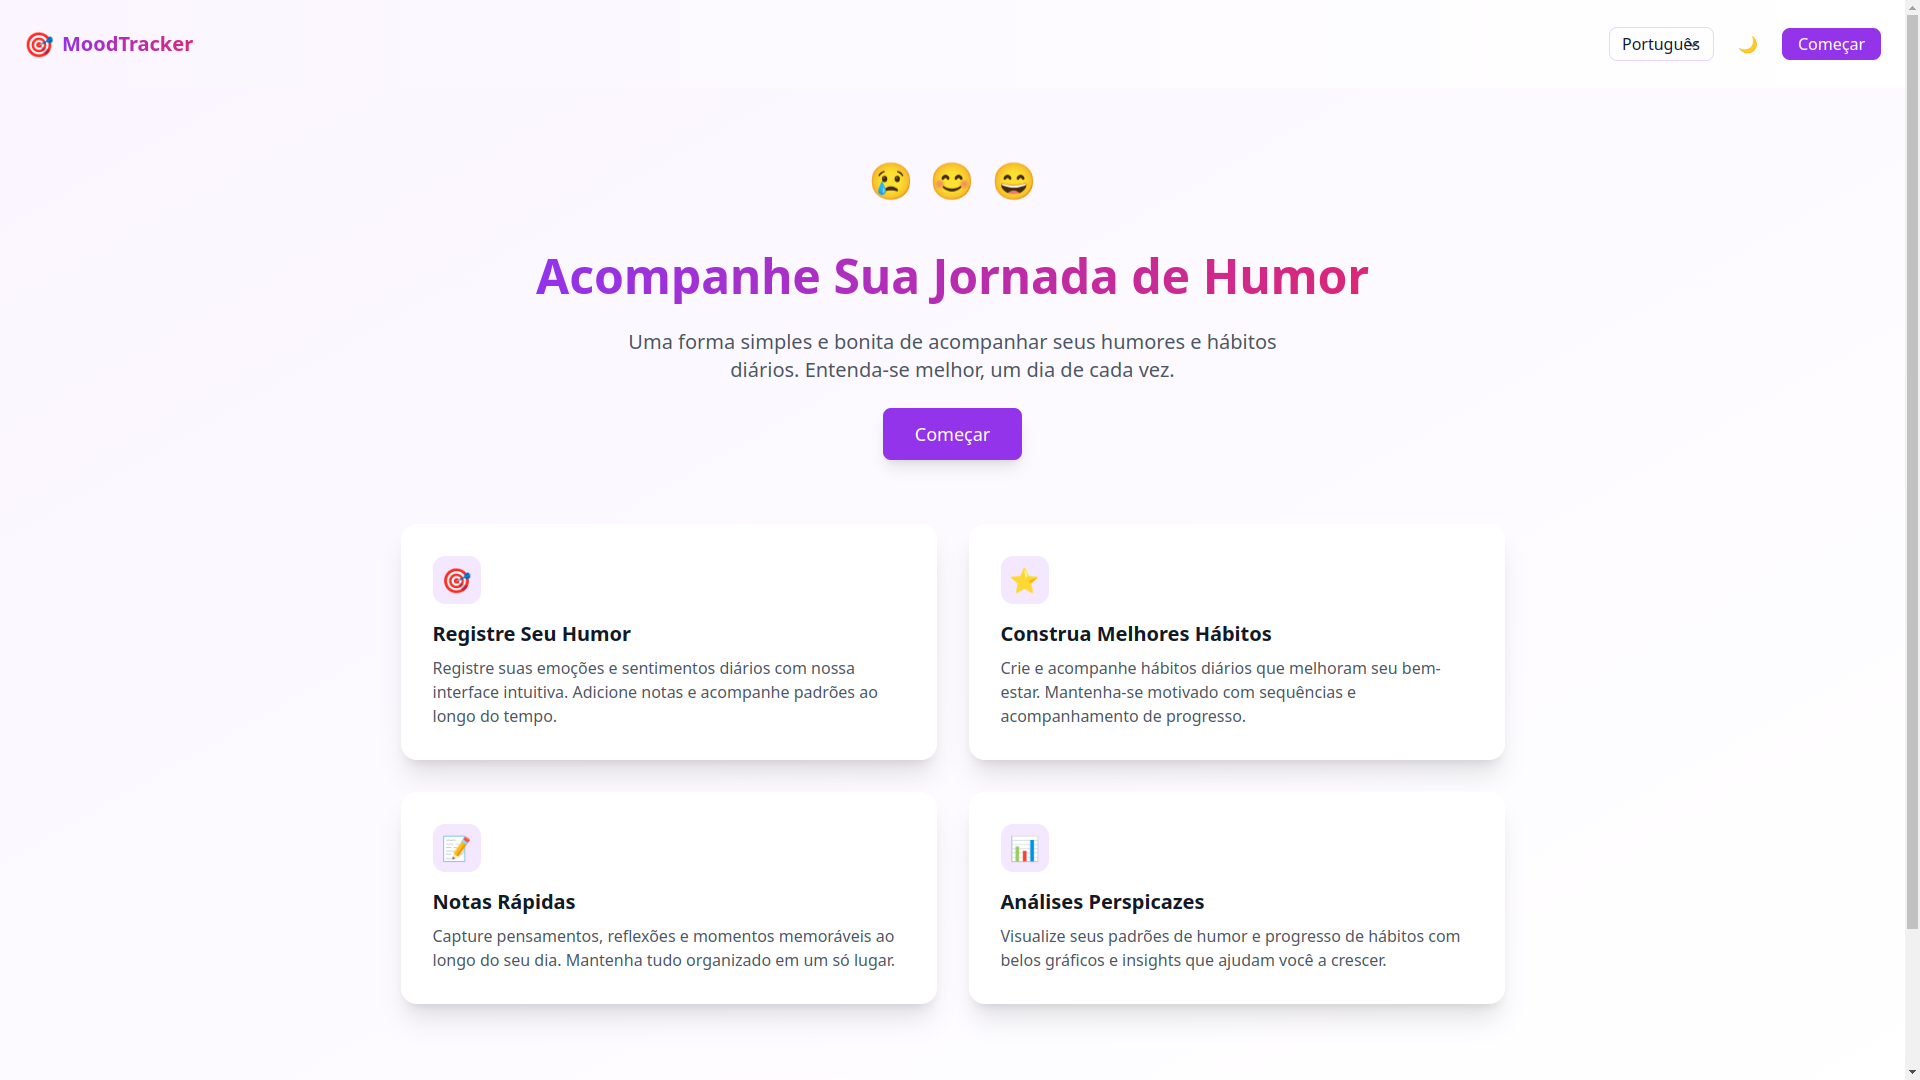 MoodTracker
Português
Começar
Acompanhe Sua Jornada de Humor
Uma forma simples e bonita de acompanhar seus humores e hábitos
diários. Entenda-se melhor, um dia de cada vez.
Começar
Registre Seu Humor
Registre suas emoções e sentimentos diários com nossa
interface intuitiva. Adicione notas e acompanhe padrões ao
longo do tempo.
Construa Melhores Hábitos
Crie e acompanhe hábitos diários que melhoram seu bem-
estar. Mantenha-se motivado com sequências e
acompanhamento de progresso.
Notas Rápidas
Capture pensamentos, reflexões e momentos memoráveis ao
longo do seu dia. Mantenha tudo organizado em um só lugar.
Análises Perspicazes
Visualize seus padrões de humor e progresso de hábitos com
belos gráficos e insights que ajudam você a crescer.